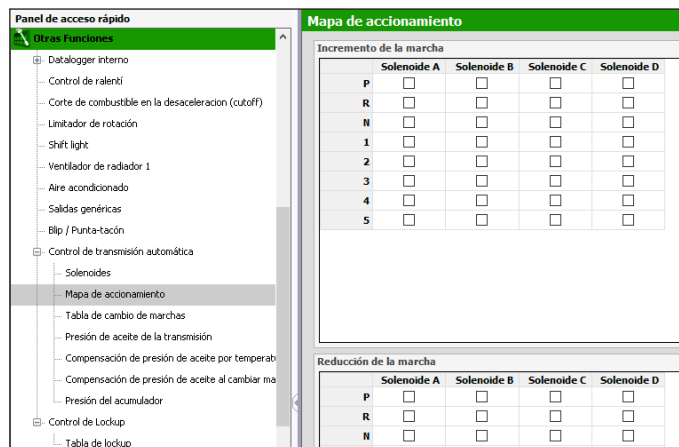 Panel de acceso rápido
Otras Funciones
Datalogger interno
Control de ralentí
Corte de combustible en la desaceleracion (cutoff)
Limitador de rotación
Shift light
Ventilador de radiador 1
Aire acondicionado
Salidas genéricas
Blip / Punta-tacón
Control de transmisión automática
Solenoides
Mapa de accionamiento
Tabla de cambio de marchas
Presión de aceite de la transmisión
Compensación de presión de aceite por temperatu
Compensación de presión de aceite al cambiar ma
Presión del acumulador
Control de Lockup
Tabla de lockup
Mapa de accionamiento
Incremento de la marcha
Solenoide A Solenoide B Solenoide C Solenoide D
P
R
N
1
2
3
4
5
Reducción de la marcha
Solenoide A Solenoide B Solenoide C Solenoide D
P
R
N